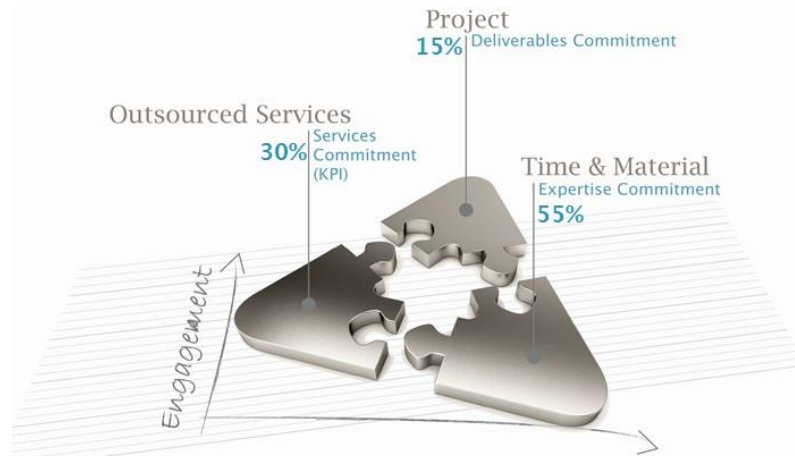 Project
15% Deliverables Commitment
Outsourced Services
30% Services
Commitment
(KPI)
Time & Material
Expertise Commitment
55%
Engagement